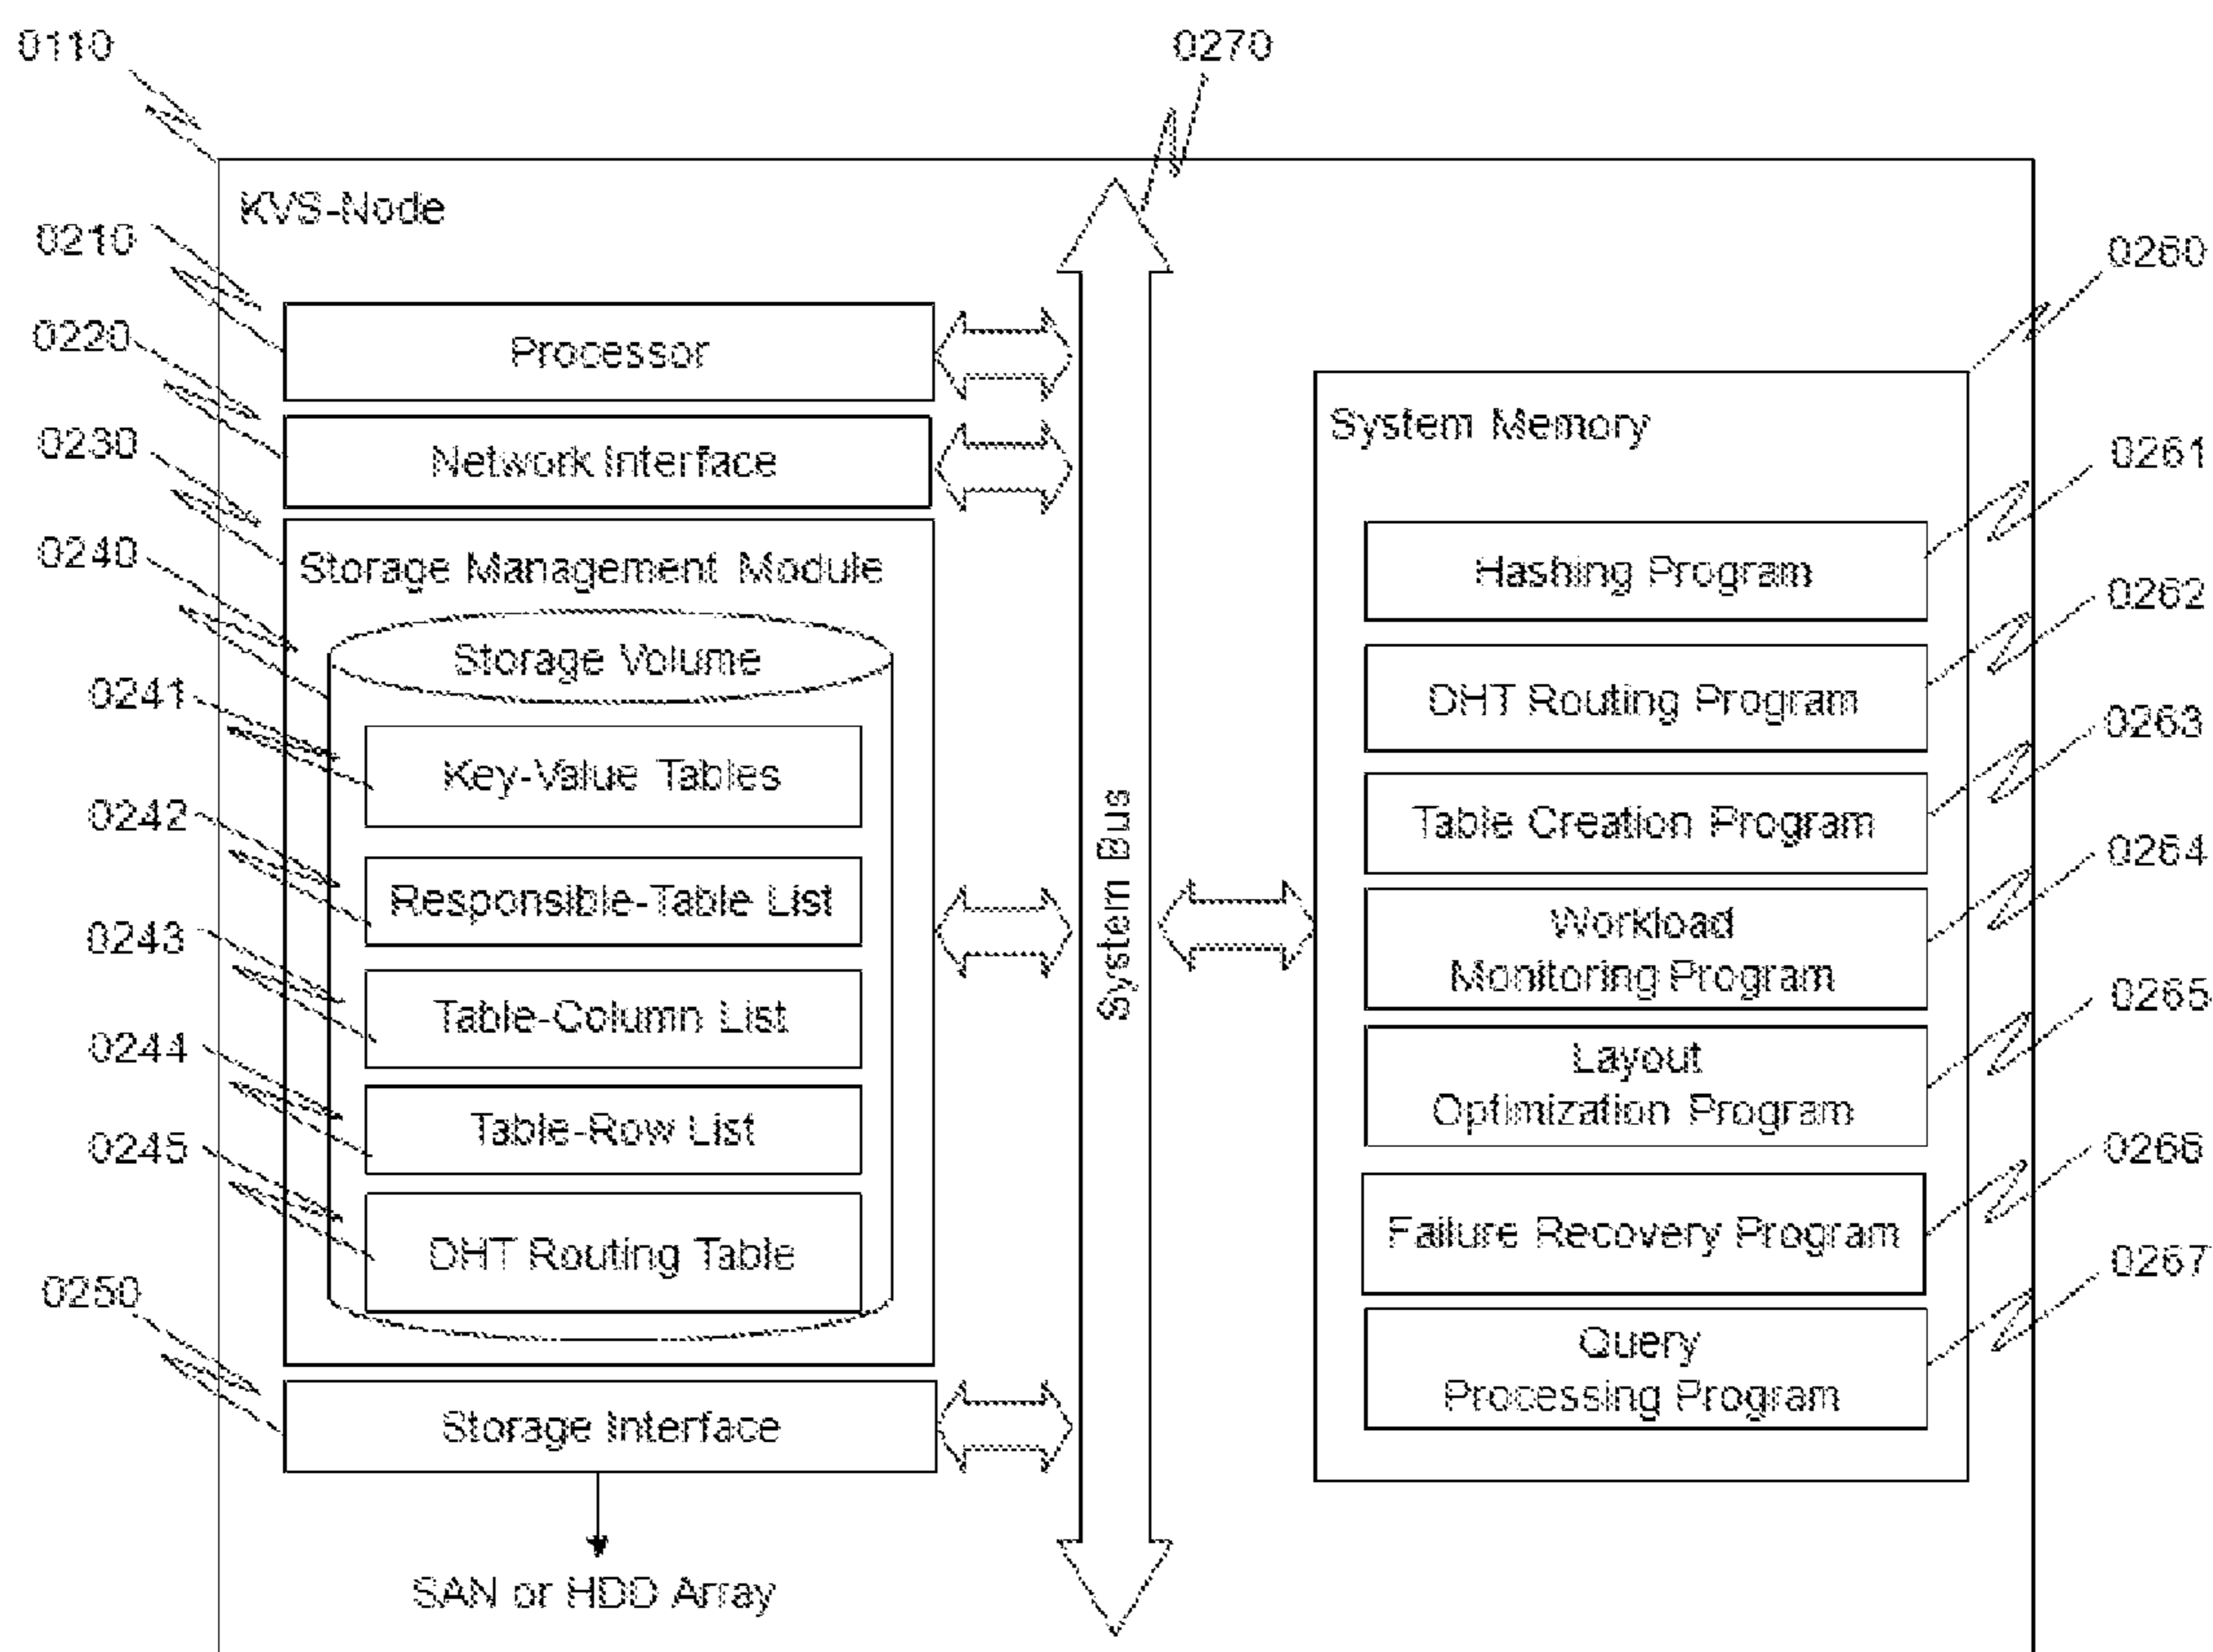 0110
0270
KVS-Node
0210
0260
Processor
0220
System Memory
0230
Network Interface
0261
0240
Storage Management Module
Hashing Program
0262
Storage Volume
0241
DHT Routing Program
0263
Key-Value Tables
0242
Table Creation Program
System Bus
0264
Responsible-Table List
0243
Workload
Monitoring Program
0265
Table-Column List
0244
Layout
Optimization Program
Table-Row List
0245
0266
Failure Recovery Program
DHT Routing Table
0267
0250
Query
Processing Program
Storage Interface
SAN or HDD Array